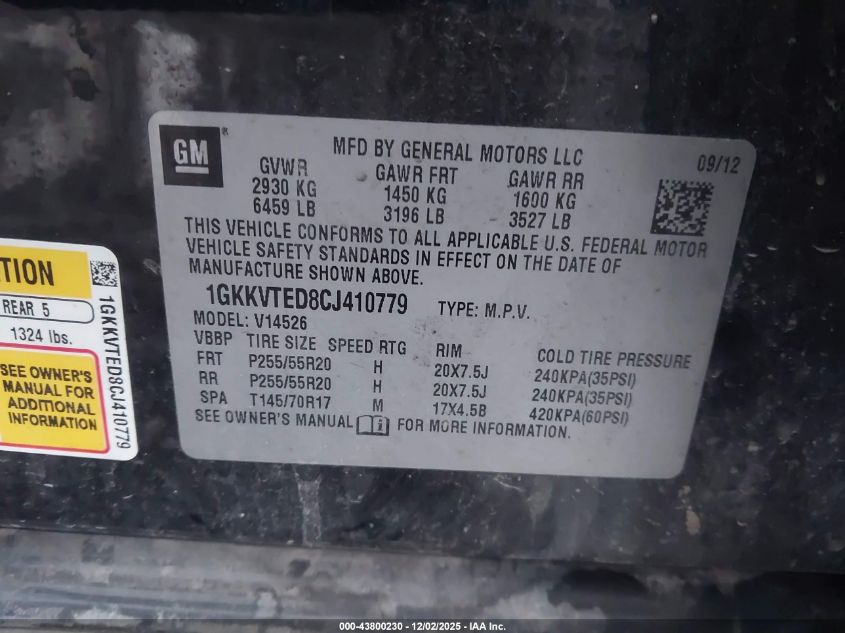 GM ®
MFD BY GENERAL MOTORS LLC
09/12
GVWR GAWR FRT GAWR RR
2930 KG 1450 KG 1600 KG
6459 LB 3196 LB 3527 LB
THIS VEHICLE CONFORMS TO ALL APPLICABLE U.S. FEDERAL MOTOR
VEHICLE SAFETY STANDARDS IN EFFECT ON THE DATE OF
MANUFACTURE SHOWN ABOVE.
1GKKVTED8CJ410779 TYPE: M.P.V.
MODEL: V14526
VBBP TIRE SIZE SPEED RTG RIM COLD TIRE PRESSURE
FRT P255/55R20 H 20X7.5J 240KPA(35PSI)
RR P255/55R20 H 20X7.5J 240KPA(35PSI)
SPA T145/70R17 M 17X4.5B 420KPA(60PSI)
SEE OWNER'S MANUAL FOR MORE INFORMATION.
TION
REAR 5
1324 lbs.
SEE OWNER'S
MANUAL FOR
ADDITIONAL
INFORMATION
1GKKVTED8CJ410779
000-43800230 - 12/02/2025 - IAA Inc.